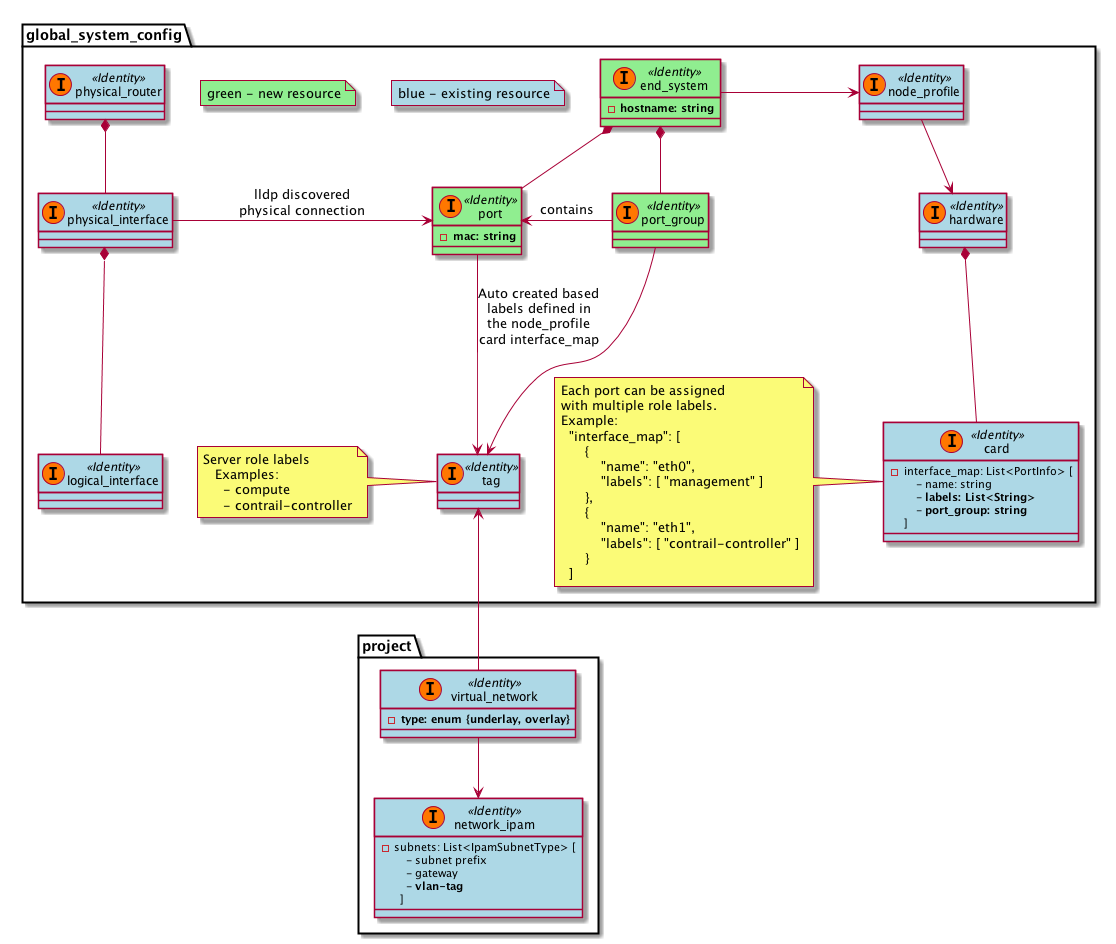 global_system_config
I «Identity»
physical_router
green - new resource
blue - existing resource
I «Identity»
end_system
hostname: string
I «Identity»
node_profile
I «Identity»
physical_interface
lldp discovered
physical connection
I «Identity»
port
mac: string
contains
I «Identity»
port_group
I «Identity»
hardware
Auto created based
labels defined in
the node_profile
card interface_map
Each port can be assigned
with multiple role labels.
Example:
"interface_map": [
{
"name": "eth0",
"labels": [ "management" ]
},
{
"name": "eth1",
"labels": [ "contrail-controller" ]
}
]
I «Identity»
card
interface_map: List<PortInfo> [
- name: string
- labels: List<String>
- port_group: string
]
I «Identity»
logical_interface
Server role labels
Examples:
- compute
- contrail-controller
I «Identity»
tag
project
I «Identity»
virtual_network
type: enum {underlay, overlay}
I «Identity»
network_ipam
subnets: List<IpamSubnetType> [
- subnet prefix
- gateway
- vlan-tag
]